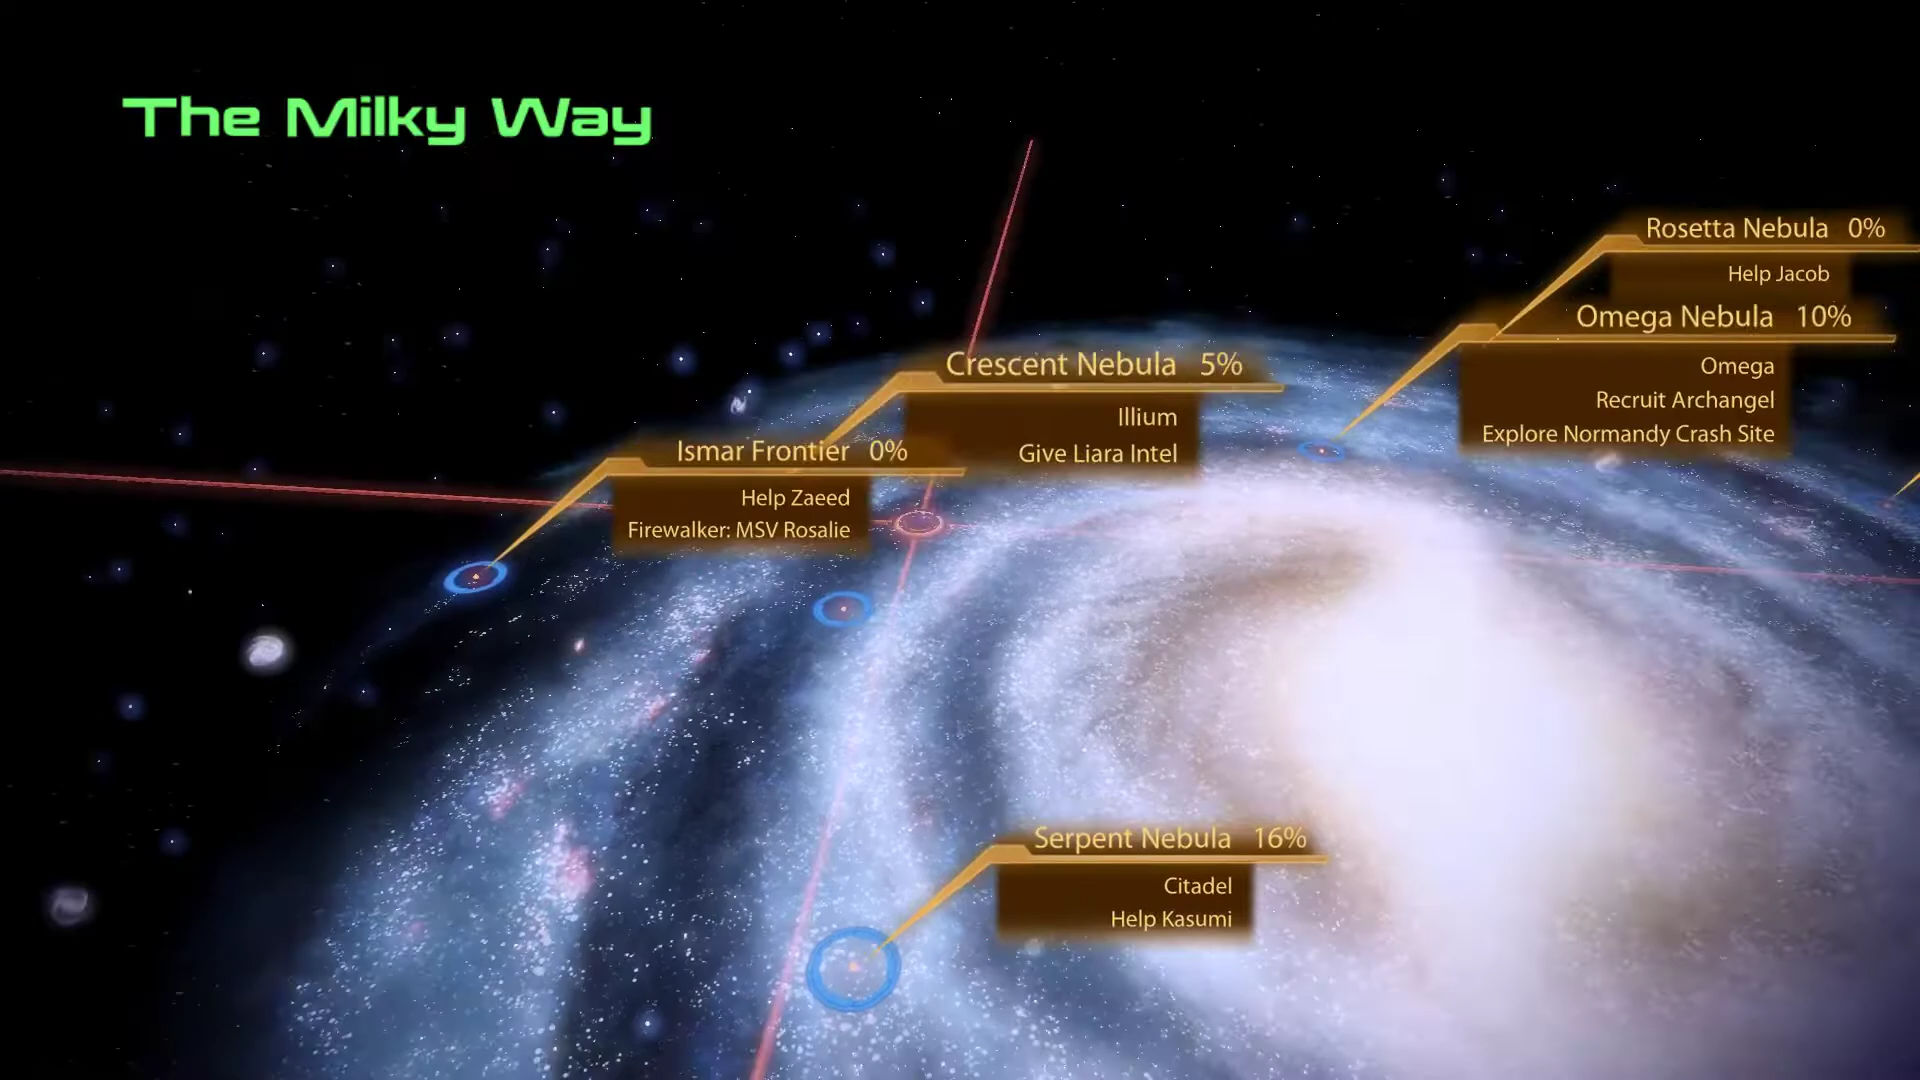 The Milky Way
Rosetta Nebula 0%
Help Jacob
Omega Nebula 10%
Omega
Recruit Archangel
Explore Normandy Crash Site
Crescent Nebula 5%
Illium
Give Liara Intel
Ismar Frontier 0%
Help Zaeed
Firewalker: MSV Rosalie
Serpent Nebula 16%
Citadel
Help Kasumi